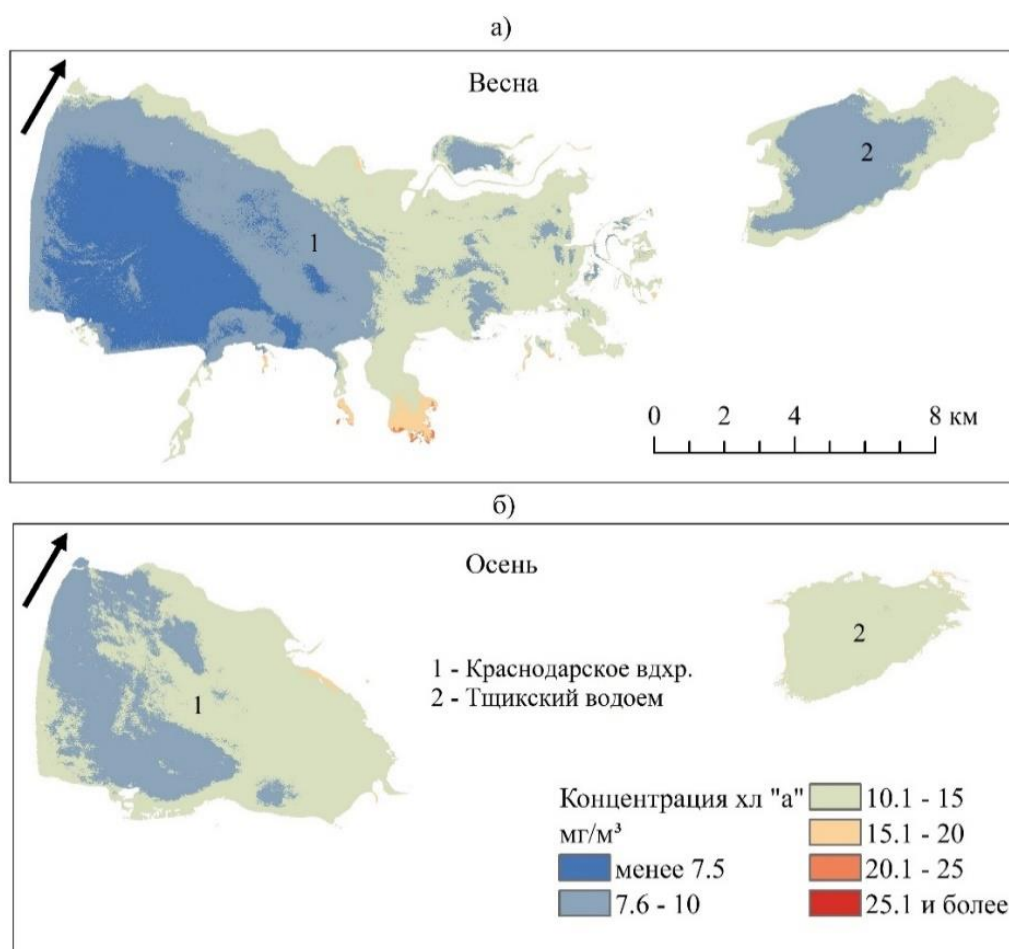 а)
Весна
1
2
0 2 4 8 км
б)
Осень
1
2
1 - Краснодарское вдхр.
2 - Тщикский водоем
Концентрация хл "а"
мг/м³
менее 7.5
7.6 - 10
10.1 - 15
15.1 - 20
20.1 - 25
25.1 и более